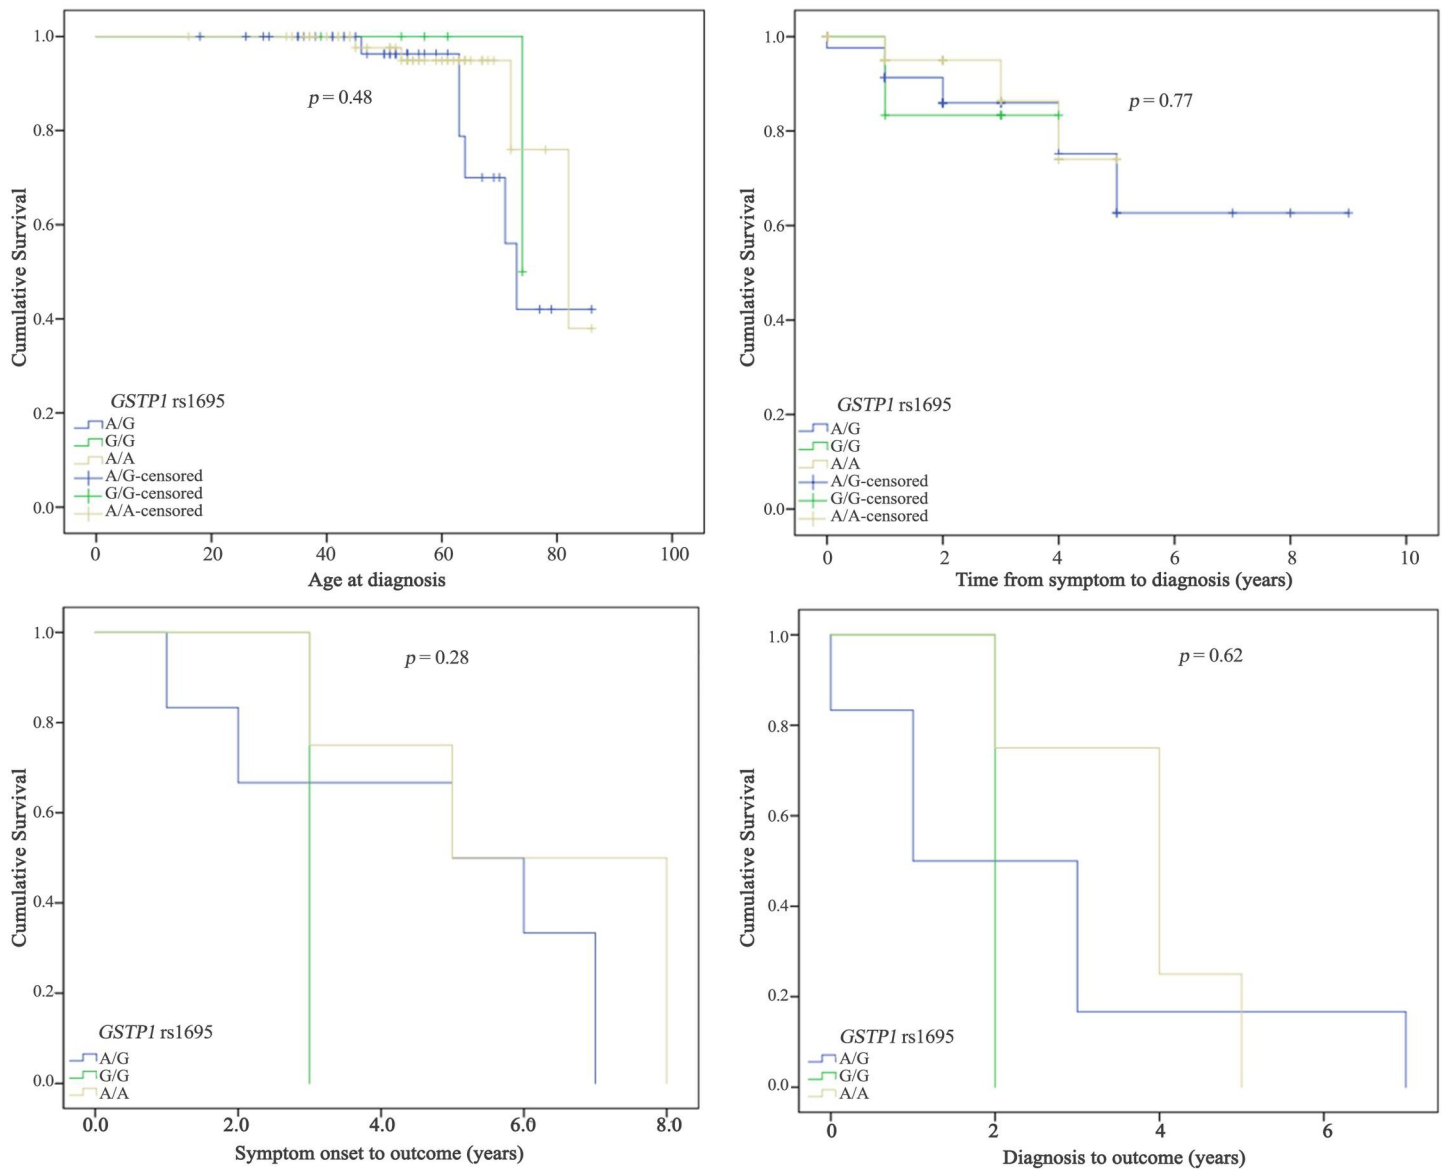 1.0
0.8
0.6
0.4
0.2
0.0
Cumulative Survival
p = 0.48
GSTP1 rs1695
A/G
G/G
A/A
A/G-censored
G/G-censored
A/A-censored
0 20 40 60 80 100
Age at diagnosis
1.0
0.8
0.6
0.4
0.2
0.0
Cumulative Survival
p = 0.77
GSTP1 rs1695
A/G
G/G
A/A
A/G-censored
G/G-censored
A/A-censored
0 2 4 6 8 10
Time from symptom to diagnosis (years)
1.0
0.8
0.6
0.4
0.2
0.0
Cumulative Survival
p = 0.28
GSTP1 rs1695
A/G
G/G
A/A
0.0 2.0 4.0 6.0 8.0
Symptom onset to outcome (years)
1.0
0.8
0.6
0.4
0.2
0.0
Cumulative Survival
p = 0.62
GSTP1 rs1695
A/G
G/G
A/A
0 2 4 6
Diagnosis to outcome (years)